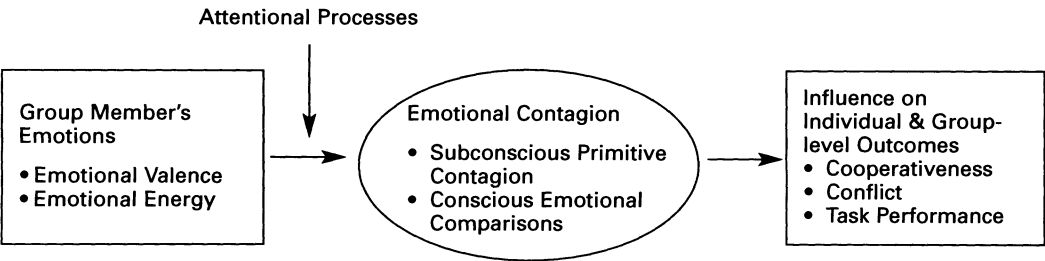 Attentional Processes
Group Member's
Emotions
• Emotional Valence
• Emotional Energy
Emotional Contagion
• Subconscious Primitive
Contagion
• Conscious Emotional
Comparisons
Influence on
Individual & Group-
level Outcomes
• Cooperativeness
• Conflict
• Task Performance